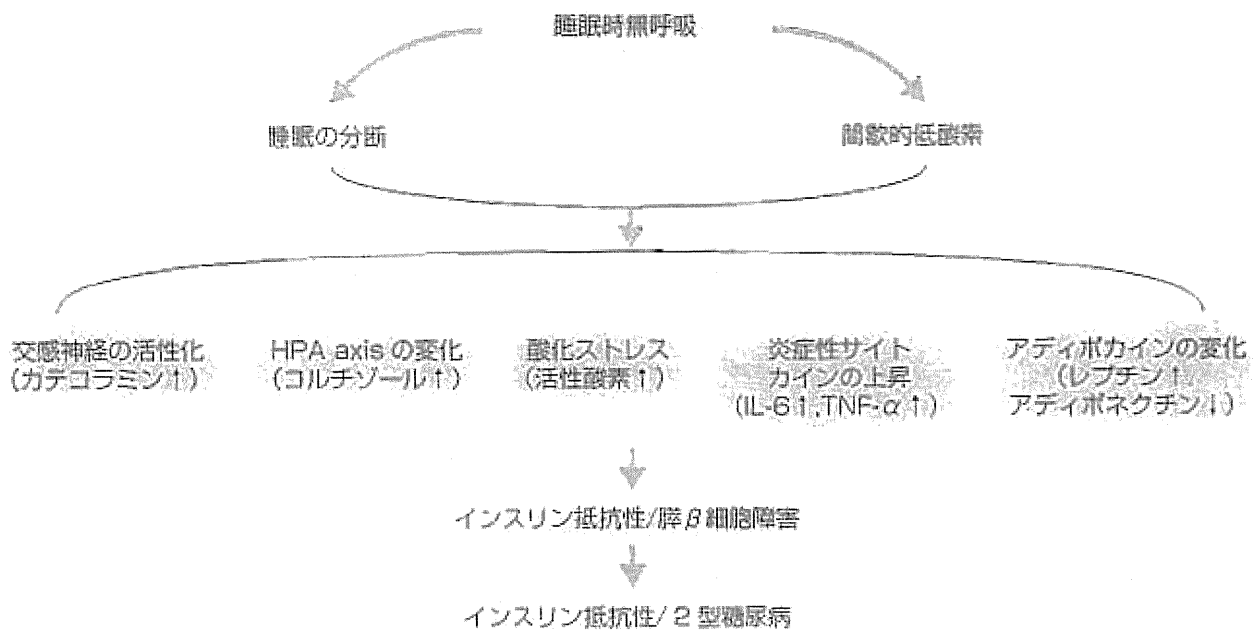 睡眠時無呼吸
睡眠の分断
間歇的低酸素
交感神経の活性化
(カテコラミン↑)
HPA axis の変化
(コルチゾール↑)
酸化ストレス
(活性酸素↑)
炎症性サイト
カインの上昇
(IL-6↑,TNF-α↑)
アディポカインの変化
(レプチン↑,
アディポネクチン↓)
インスリン抵抗性/膵β細胞障害
インスリン抵抗性/2型糖尿病